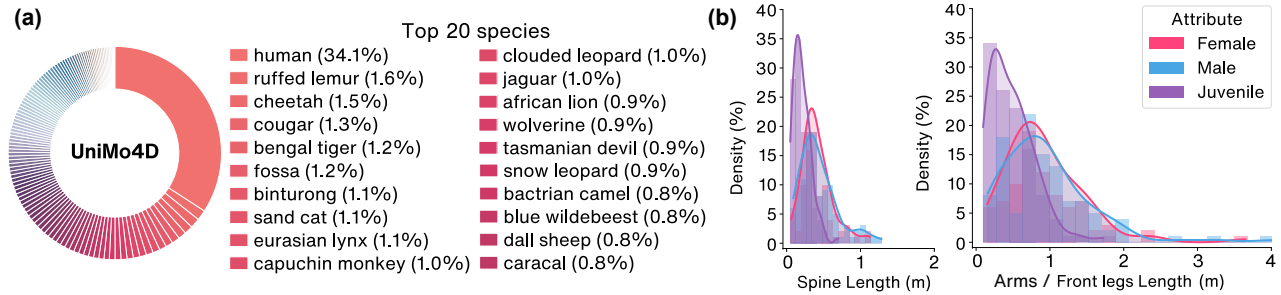 (a)
UniMo4D
Top 20 species
human (34.1%)
ruffed lemur (1.6%)
cheetah (1.5%)
cougar (1.3%)
bengal tiger (1.2%)
fossa (1.2%)
binturong (1.1%)
sand cat (1.1%)
eurasian lynx (1.1%)
capuchin monkey (1.0%)
clouded leopard (1.0%)
jaguar (1.0%)
african lion (0.9%)
wolverine (0.9%)
tasmanian devil (0.9%)
snow leopard (0.9%)
bactrian camel (0.8%)
blue wildebeest (0.8%)
dall sheep (0.8%)
caracal (0.8%)
(b)
Density (%)
40
35
30
25
20
15
10
5
0
0
2
Spine Length (m)
Density (%)
40
35
30
25
20
15
10
5
0
0
1
2
3
4
Arms / Front legs Length (m)
Attribute
Female
Male
Juvenile